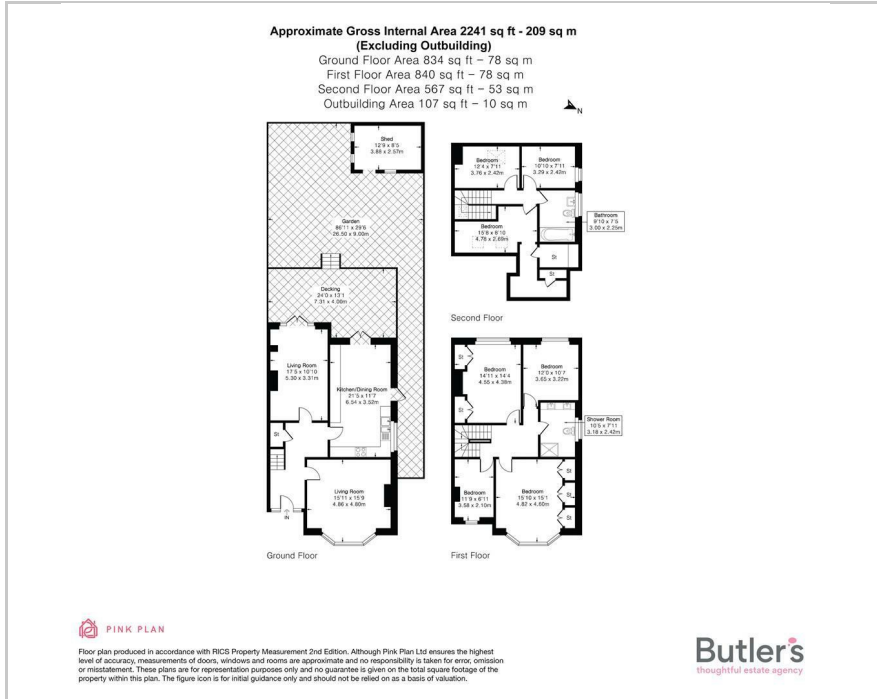 Approximate Gross Internal Area 2241 sq ft - 209 sq m
(Excluding Outbuilding)
Ground Floor Area 834 sq ft – 78 sq m
First Floor Area 840 sq ft – 78 sq m
Second Floor Area 567 sq ft – 53 sq m
Outbuilding Area 107 sq ft – 10 sq m
N
Shed
12'9 x 8'5
3.88 x 2.57m
Garden
86'11 x 29'6
26.50 x 9.00m
Decking
24'0 x 13'1
7.31 x 4.00m
Living Room
17'5 x 10'10
5.30 x 3.31m
Kitchen/Dining Room
21'5 x 11'7
6.54 x 3.52m
St
Living Room
15'11 x 15'9
4.86 x 4.80m
IN
Ground Floor
Bedroom
12'4 x 7'11
3.76 x 2.42m
Bedroom
10'10 x 7'11
3.29 x 2.42m
Bathroom
9'10 x 7'5
3.00 x 2.25m
Bedroom
15'8 x 8'10
4.78 x 2.69m
St
St
Second Floor
St
Bedroom
14'11 x 14'4
4.55 x 4.38m
Bedroom
12'0 x 10'7
3.65 x 3.22m
St
Shower Room
10'5 x 7'11
3.18 x 2.42m
Bedroom
11'9 x 6'11
3.58 x 2.10m
Bedroom
15'10 x 15'1
4.82 x 4.60m
St
St
St
First Floor
PINK PLAN
Floor plan produced in accordance with RICS Property Measurement 2nd Edition. Although Pink Plan Ltd ensures the highest
level of accuracy, measurements of doors, windows and rooms are approximate and no responsibility is taken for error, omission
or misstatement. These plans are for representation purposes only and no guarantee is given on the total square footage of the
property within this plan. The figure icon is for initial guidance only and should not be relied on as a basis of valuation.
Butler's
thoughtful estate agency